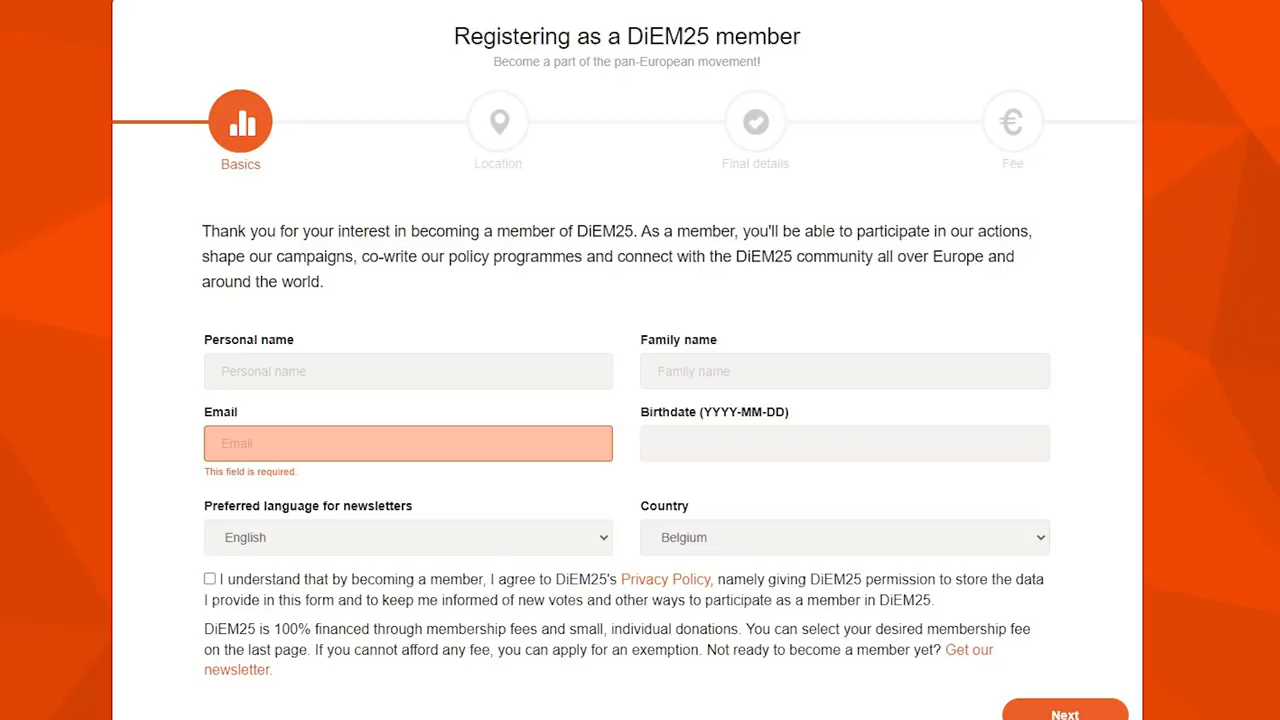 Registering as a DiEM25 member
Become a part of the pan-European movement!
Basics
Location
Final details
Fee
Thank you for your interest in becoming a member of DiEM25. As a member, you'll be able to participate in our actions,
shape our campaigns, co-write our policy programmes and connect with the DiEM25 community all over Europe and
around the world.
Personal name
Family name
Personal name
Family name
Email
Birthdate (YYYY-MM-DD)
Email
This field is required.
Preferred language for newsletters
Country
English
Belgium
I understand that by becoming a member, I agree to DiEM25's Privacy Policy, namely giving DiEM25 permission to store the data
I provide in this form and to keep me informed of new votes and other ways to participate as a member in DiEM25.
DiEM25 is 100% financed through membership fees and small, individual donations. You can select your desired membership fee
on the last page. If you cannot afford any fee, you can apply for an exemption. Not ready to become a member yet? Get our
newsletter.
Next